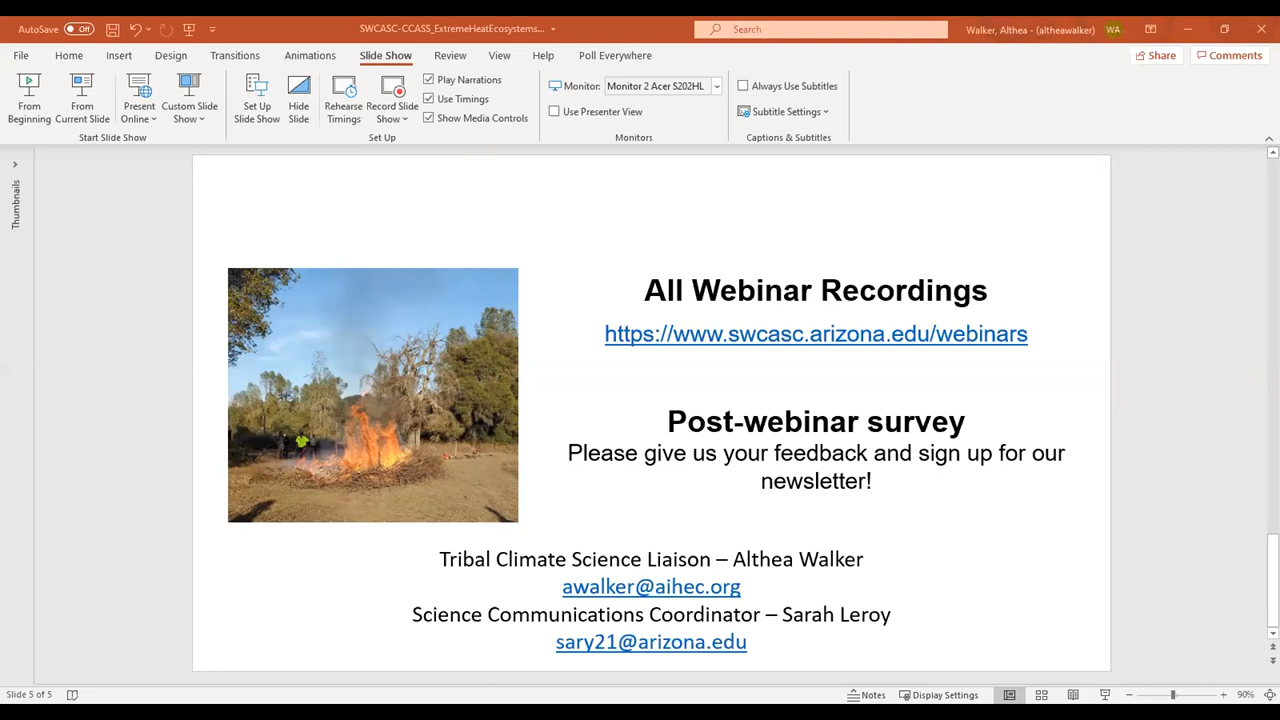 AutoSave Off SWCASC-CCASS_ExtremeHeatEcosystems... Search Walker, Althea - (altheawalker) WA
File Home Insert Design Transitions Animations Slide Show Review View Help Poll Everywhere Share Comments
From Beginning
From Current Slide
Present Online
Custom Slide Show
Start Slide Show
Set Up Slide Show
Hide Slide
Rehearse Timings
Record Slide Show
Play Narrations
Use Timings
Show Media Controls
Set Up
Monitor: Monitor 2 Acer S202HL
Use Presenter View
Monitors
Always Use Subtitles
Subtitle Settings
Captions & Subtitles
Thumbnails
All Webinar Recordings
https://www.swcasc.arizona.edu/webinars
Post-webinar survey
Please give us your feedback and sign up for our
newsletter!
Tribal Climate Science Liaison – Althea Walker
awalker@aihec.org
Science Communications Coordinator – Sarah Leroy
sary21@arizona.edu
Slide 5 of 5 Notes Display Settings 90%